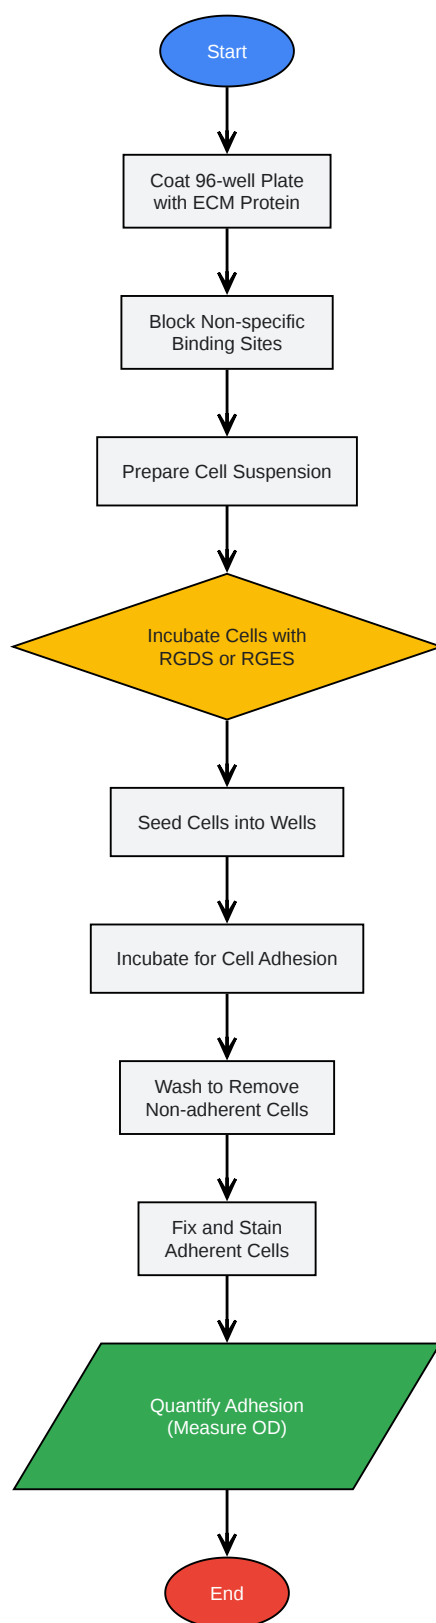 Start
Coat 96-well Plate
with ECM Protein
Block Non-specific
Binding Sites
Prepare Cell Suspension
Incubate Cells with
RGDS or RGES
Seed Cells into Wells
Incubate for Cell Adhesion
Wash to Remove
Non-adherent Cells
Fix and Stain
Adherent Cells
Quantify Adhesion
(Measure OD)
End